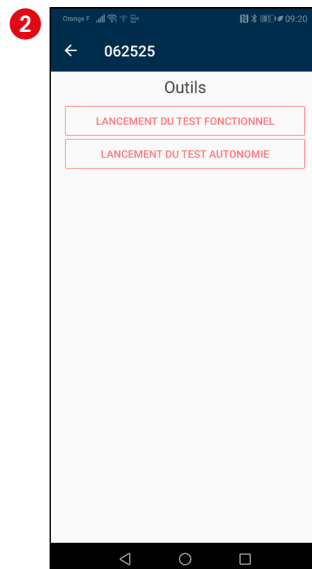 2
Orange F 09:20
062525
Outils
LANCEMENT DU TEST FONCTIONNEL
LANCEMENT DU TEST AUTONOMIE